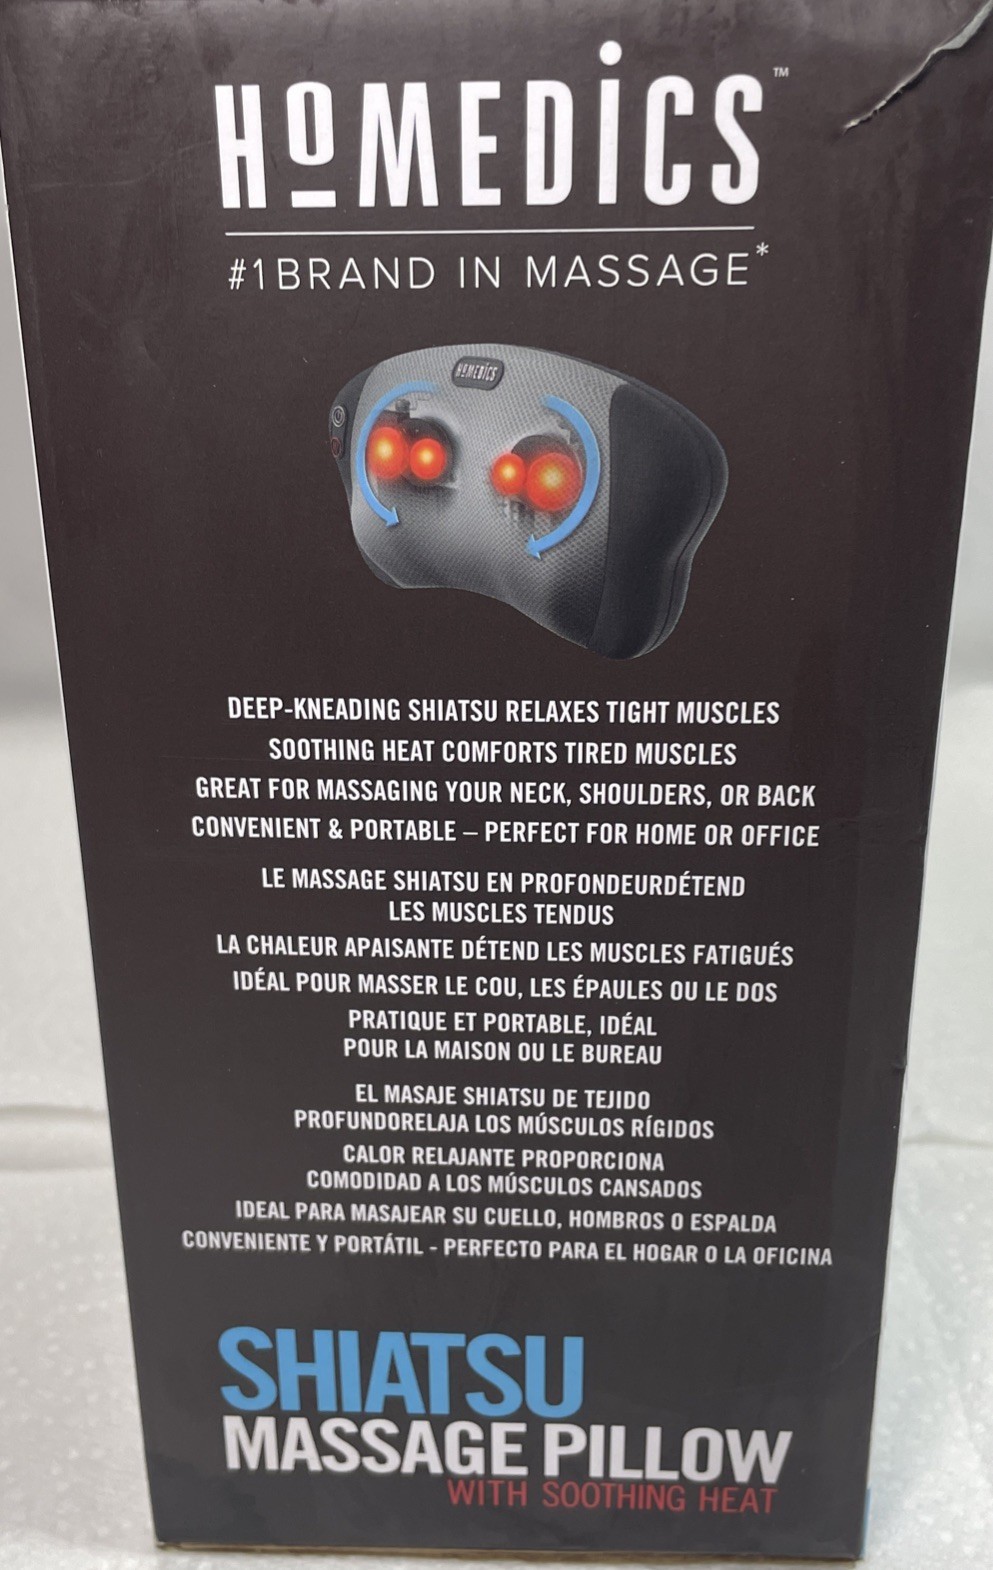 HOMEDICS™
#1 BRAND IN MASSAGE*
HOMEDICS
DEEP-KNEADING SHIATSU RELAXES TIGHT MUSCLES
SOOTHING HEAT COMFORTS TIRED MUSCLES
GREAT FOR MASSAGING YOUR NECK, SHOULDERS, OR BACK
CONVENIENT & PORTABLE – PERFECT FOR HOME OR OFFICE
LE MASSAGE SHIATSU EN PROFONDEURDÉTEND
LES MUSCLES TENDUS
LA CHALEUR APAISANTE DÉTEND LES MUSCLES FATIGUÉS
IDÉAL POUR MASSER LE COU, LES ÉPAULES OU LE DOS
PRATIQUE ET PORTABLE, IDÉAL
POUR LA MAISON OU LE BUREAU
EL MASAJE SHIATSU DE TEJIDO
PROFUNDORELAJA LOS MÚSCULOS RÍGIDOS
CALOR RELAJANTE PROPORCIONA
COMODIDAD A LOS MÚSCULOS CANSADOS
IDEAL PARA MASAJEAR SU CUELLO, HOMBROS O ESPALDA
CONVENIENTE Y PORTÁTIL - PERFECTO PARA EL HOGAR O LA OFICINA
SHIATSU
MASSAGE PILLOW
WITH SOOTHING HEAT